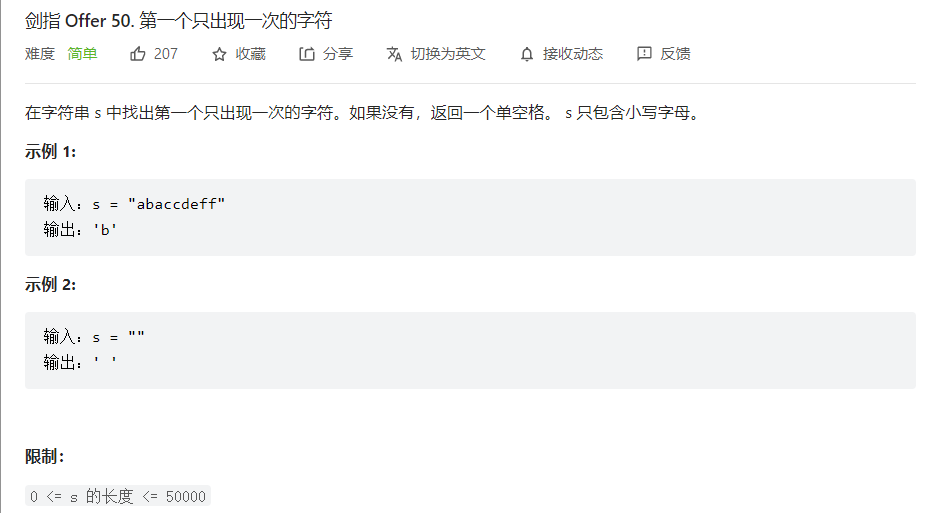 剑指 Offer 50. 第一个只出现一次的字符
难度 简单 207 收藏 分享 切换为英文 接收动态 反馈
在字符串 s 中找出第一个只出现一次的字符。如果没有，返回一个单空格。 s 只包含小写字母。
示例 1:
输入：s = "abaccdeff"
输出：'b'
示例 2:
输入：s = ""
输出：' '
限制：
0 <= s 的长度 <= 50000